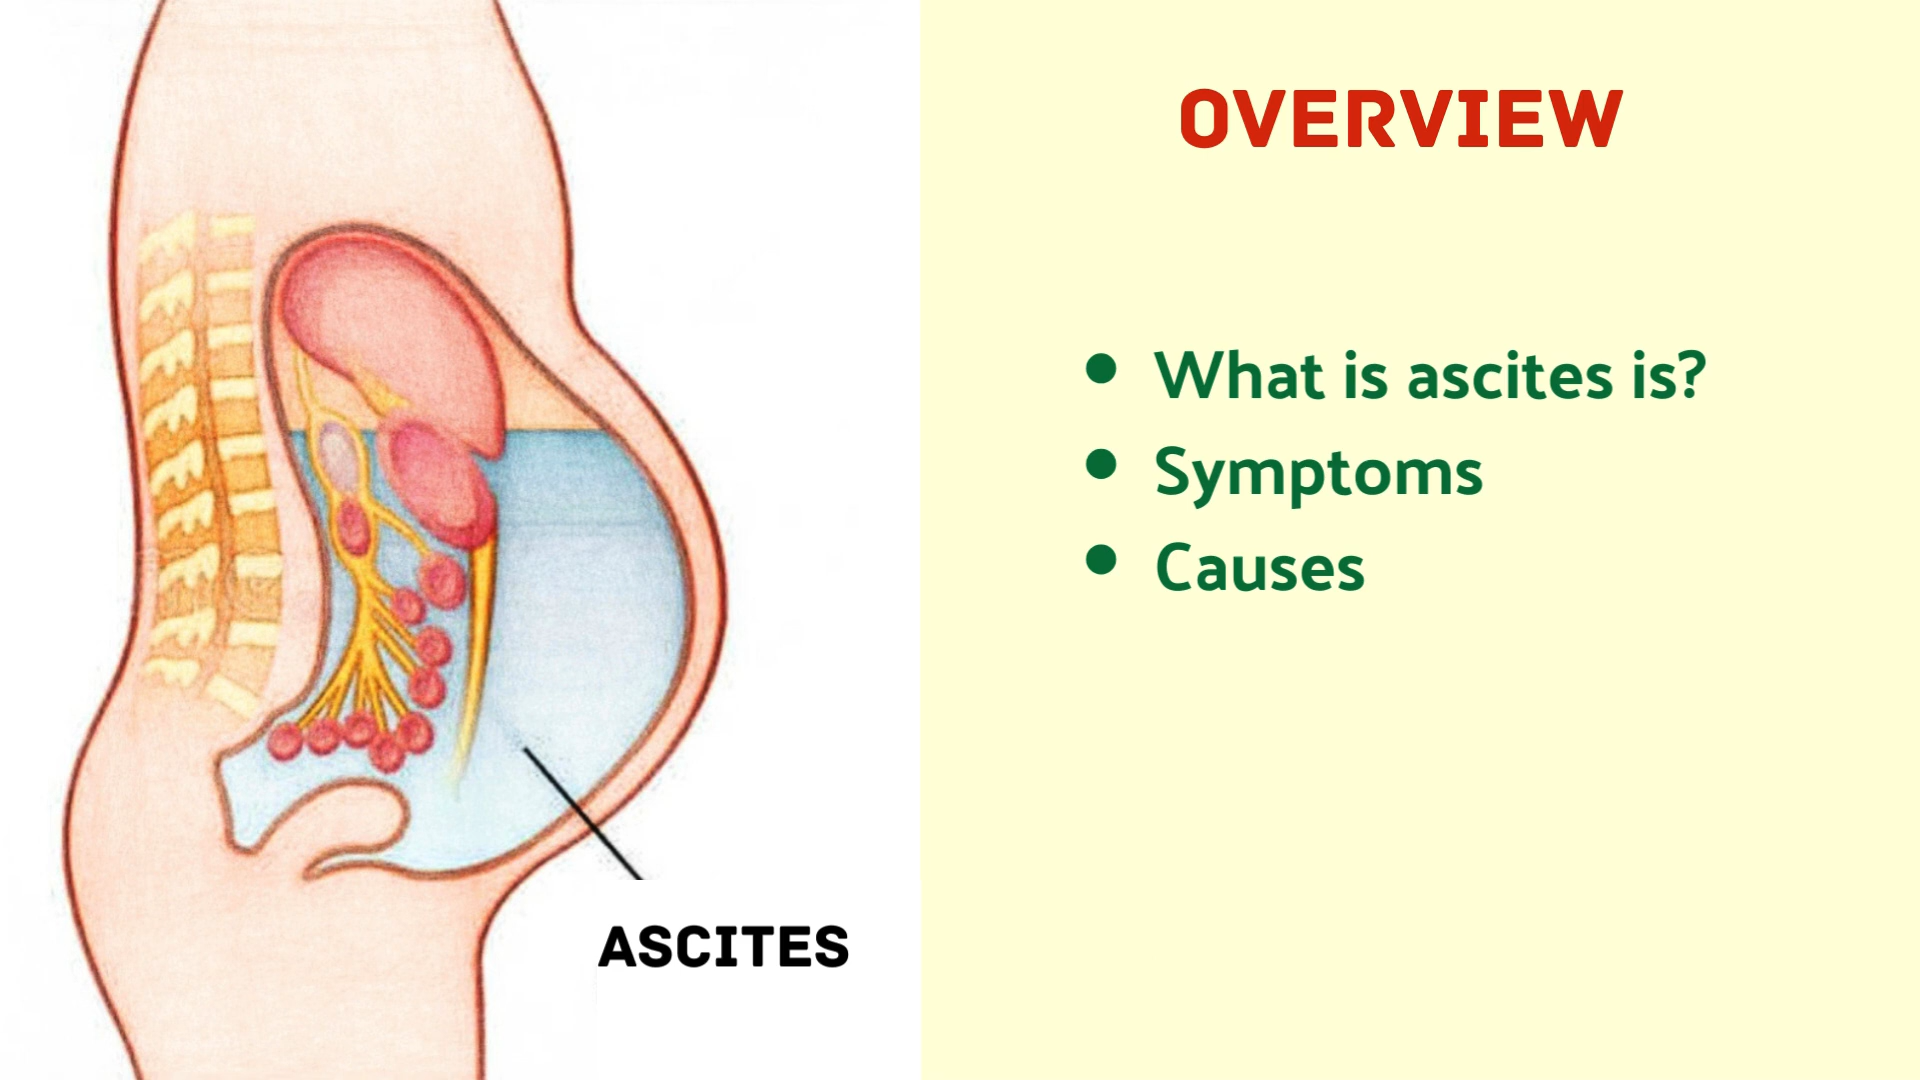 ASCITES
OVERVIEW
• What is ascites is?
• Symptoms
• Causes